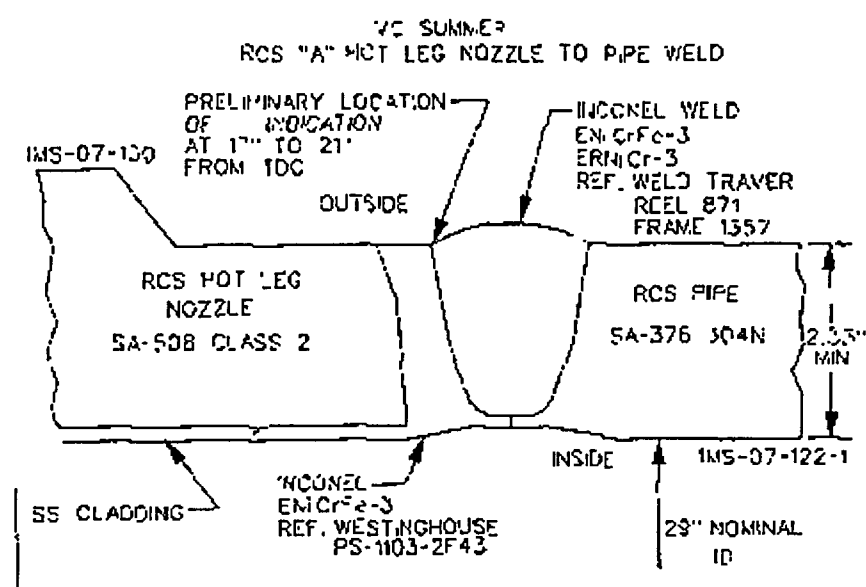 VC SUMMER
RCS "A" HOT LEG NOZZLE TO PIPE WELD
PRELIMINARY LOCATION
OF INDICATION
AT 17" TO 21"
FROM TDC
INCONEL WELD
ENiCrFe-3
ERNiCr-3
REF. WELD TRAVER
REEL 871
FRAME 1357
1MS-07-100
OUTSIDE
RCS HOT LEG
NOZZLE
SA-508 CLASS 2
RCS PIPE
SA-376 304N
MIN
INSIDE
1MS-07-122-1
SS CLADDING
INCONEL
ENiCrFe-3
REF. WESTINGHOUSE
PS-1103-2F43
29" NOMINAL
ID